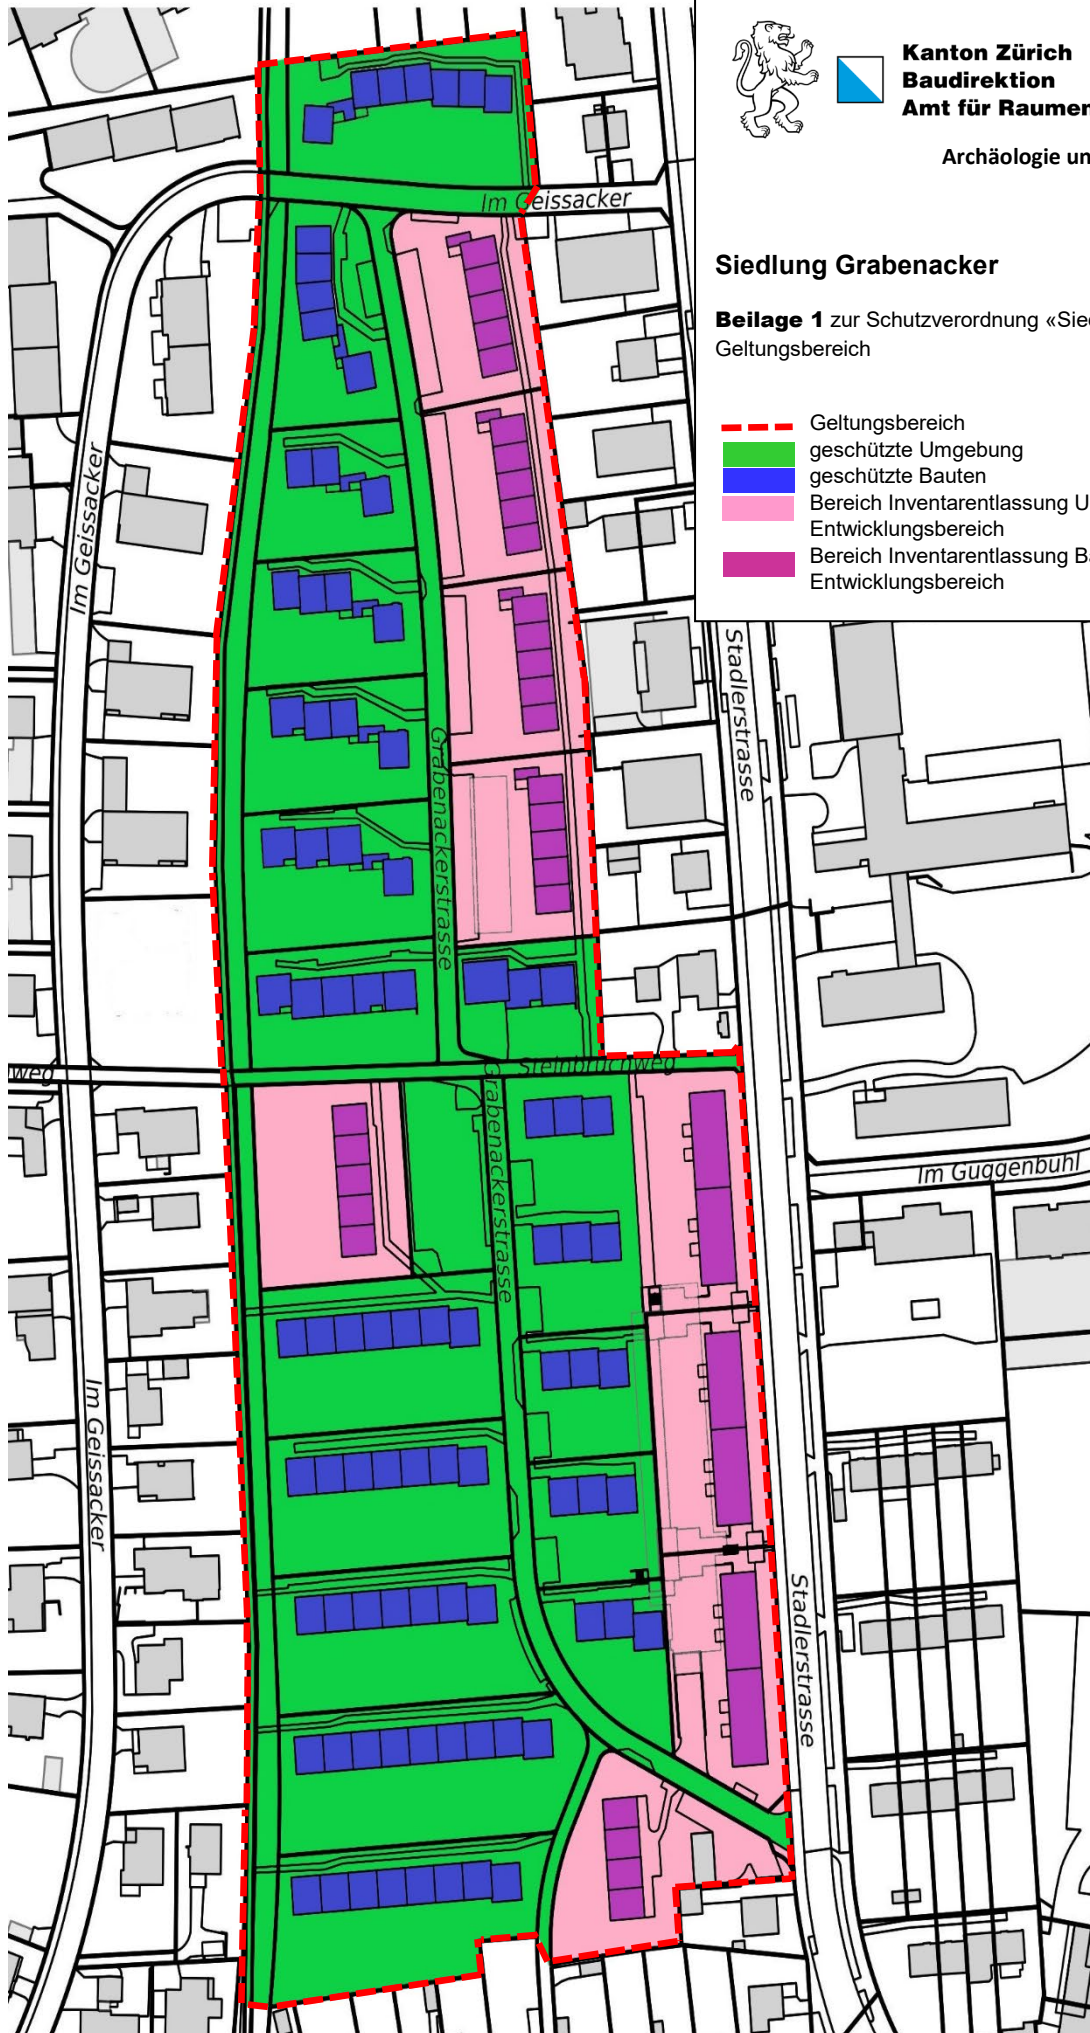 Kanton Zürich
Baudirektion
Amt für Raumen
Archäologie un
Siedlung Grabenacker
Beilage 1 zur Schutzverordnung «Sied
Geltungsbereich
Geltungsbereich
geschützte Umgebung
geschützte Bauten
Bereich Inventarentlassung U
Entwicklungsbereich
Bereich Inventarentlassung Ba
Entwicklungsbereich
Im Geissacker
Im Geissacker
Stadlerstrasse
Grabenackerstrasse
Steinbruchweg
weg
Grabenackerstrasse
Im Guggenbühl
Im Geissacker
Stadlerstrasse